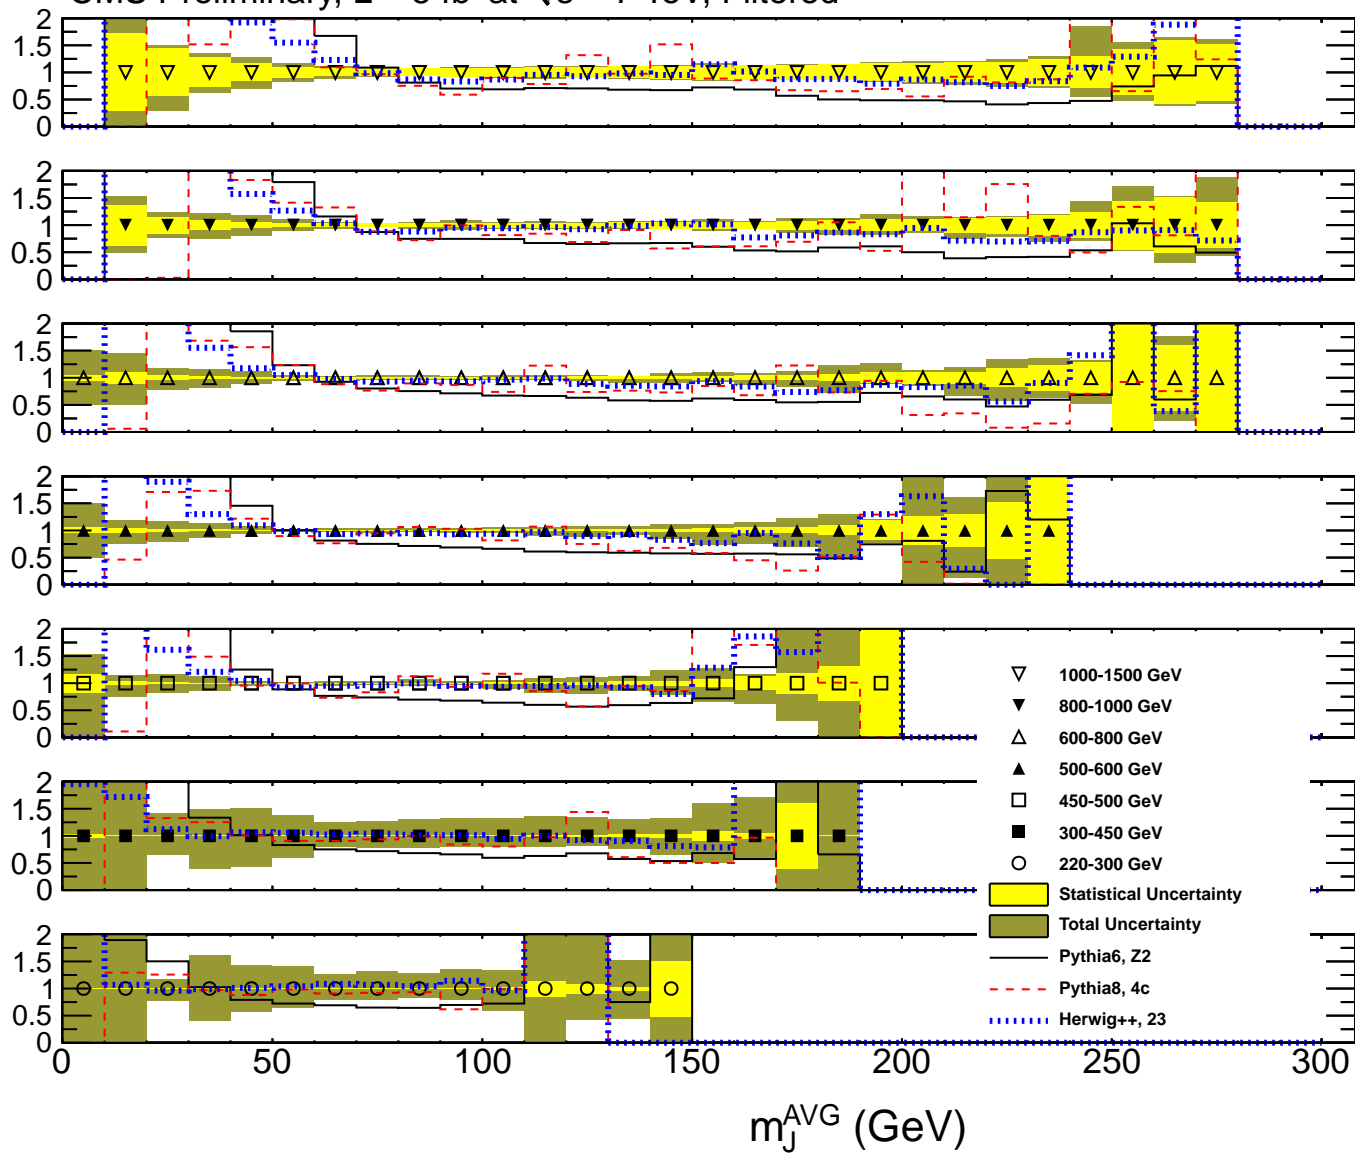 CMS Preliminary,
2
1.5
1
0.5
0
2
1.5
1
0.5
0
2
1.5
1
0.5
0
2
1.5
1
0.5
0
2
1.5
1
0.5
0
2
1.5
1
0.5
0
2
1.5
1
0.5
0
1000-1500 GeV
800-1000 GeV
600-800 GeV
500-600 GeV
450-500 GeV
300-450 GeV
220-300 GeV
Statistical Uncertainty
Total Uncertainty
Pythia6, Z2
Pythia8, 4c
Herwig++, 23
0 50 100 150 200 250 300
m_J^AVG (GeV)